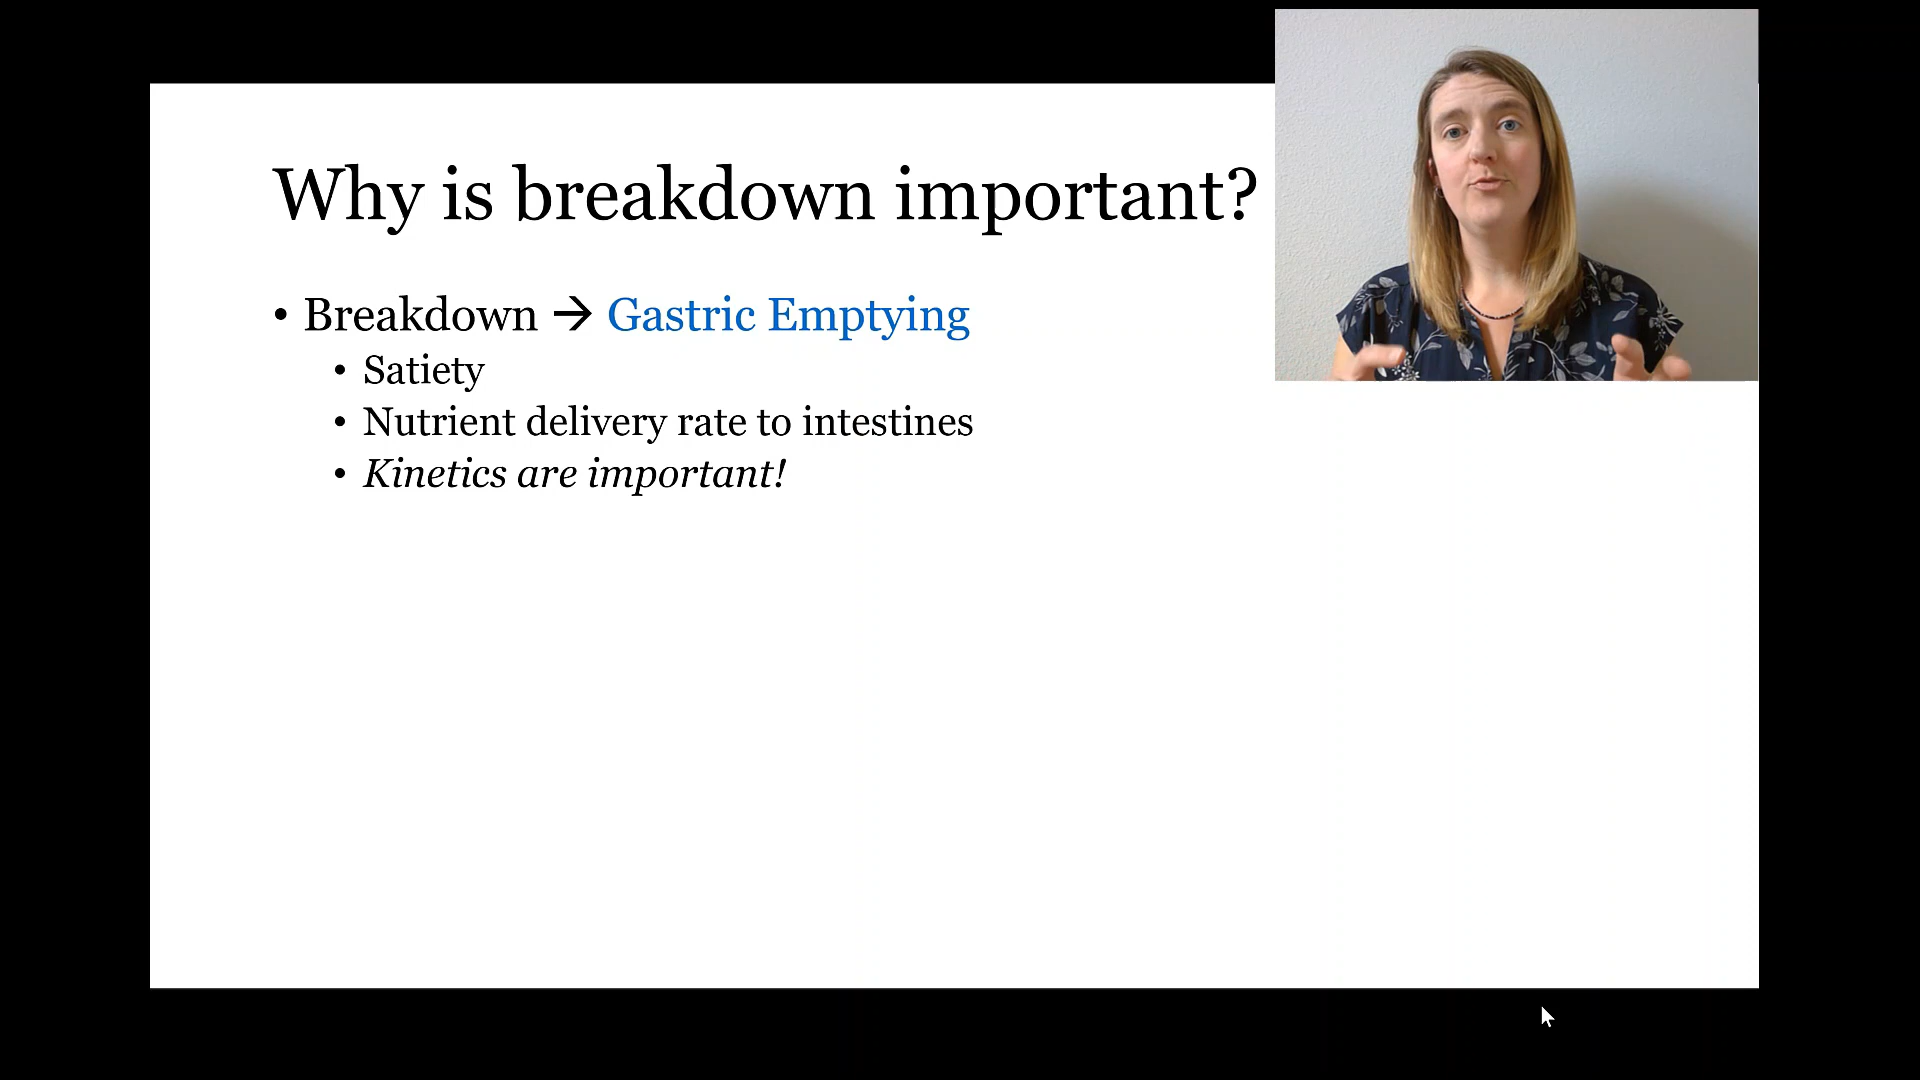 Why is breakdown important?
• Breakdown → Gastric Emptying
• Satiety
• Nutrient delivery rate to intestines
• Kinetics are important!